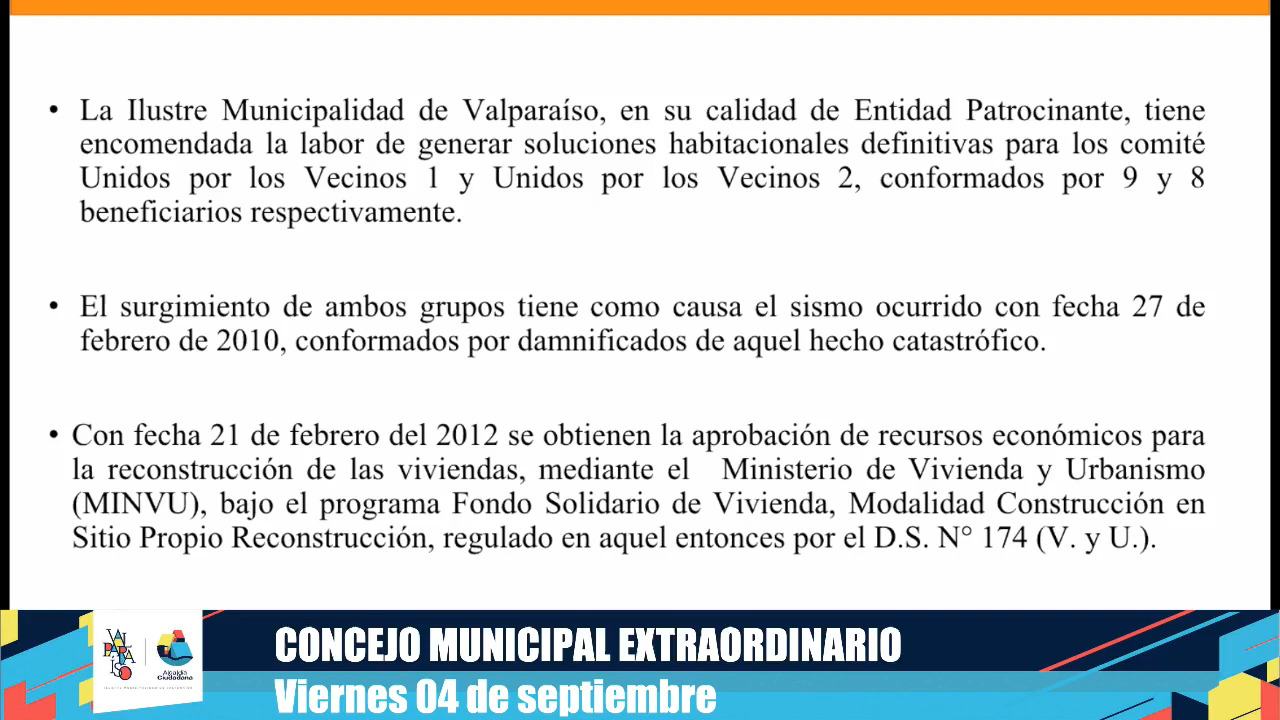 • La Ilustre Municipalidad de Valparaíso, en su calidad de Entidad Patrocinante, tiene
encomendada la labor de generar soluciones habitacionales definitivas para los comité
Unidos por los Vecinos 1 y Unidos por los Vecinos 2, conformados por 9 y 8
beneficiarios respectivamente.
• El surgimiento de ambos grupos tiene como causa el sismo ocurrido con fecha 27 de
febrero de 2010, conformados por damnificados de aquel hecho catastrófico.
• Con fecha 21 de febrero del 2012 se obtienen la aprobación de recursos económicos para
la reconstrucción de las viviendas, mediante el Ministerio de Vivienda y Urbanismo
(MINVU), bajo el programa Fondo Solidario de Vivienda, Modalidad Construcción en
Sitio Propio Reconstrucción, regulado en aquel entonces por el D.S. N° 174 (V. y U.).
VALPARAÍSO
Alcaldía
Ciudadana
CONCEJO MUNICIPAL EXTRAORDINARIO
Viernes 04 de septiembre